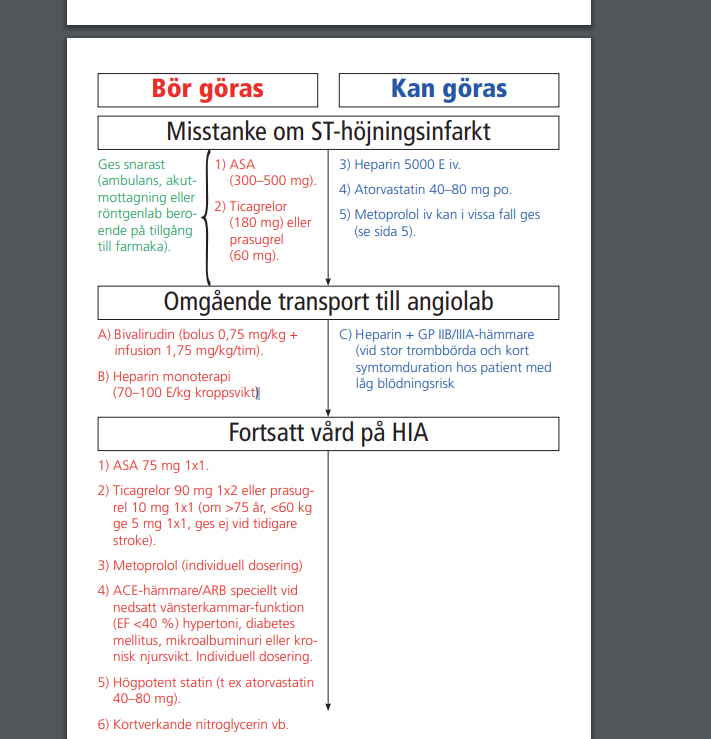 Bör göras
Kan göras
Misstanke om ST-höjningsinfarkt
Ges snarast
(ambulans, akut-
mottagning eller
röntgenlab bero-
ende på tillgång
till farmaka).
1) ASA
(300–500 mg).
2) Ticagrelor
(180 mg) eller
prasugrel
(60 mg).
3) Heparin 5000 E iv.
4) Atorvastatin 40–80 mg po.
5) Metoprolol iv kan i vissa fall ges
(se sida 5).
Omgående transport till angiolab
A) Bivalirudin (bolus 0,75 mg/kg +
infusion 1,75 mg/kg/tim).
B) Heparin monoterapi
(70–100 E/kg kroppsvikt)
C) Heparin + GP IIB/IIIA-hämmare
(vid stor trombbörda och kort
symtomduration hos patient med
låg blödningsrisk
Fortsatt vård på HIA
1) ASA 75 mg 1x1.
2) Ticagrelor 90 mg 1x2 eller prasug-
rel 10 mg 1x1 (om >75 år, <60 kg
ge 5 mg 1x1, ges ej vid tidigare
stroke).
3) Metoprolol (individuell dosering)
4) ACE-hämmare/ARB speciellt vid
nedsatt vänsterkammar-funktion
(EF <40 %) hypertoni, diabetes
mellitus, mikroalbuminuri eller kro-
nisk njursvikt. Individuell dosering.
5) Högpotent statin (t ex atorvastatin
40–80 mg).
6) Kortverkande nitroglycerin vb.